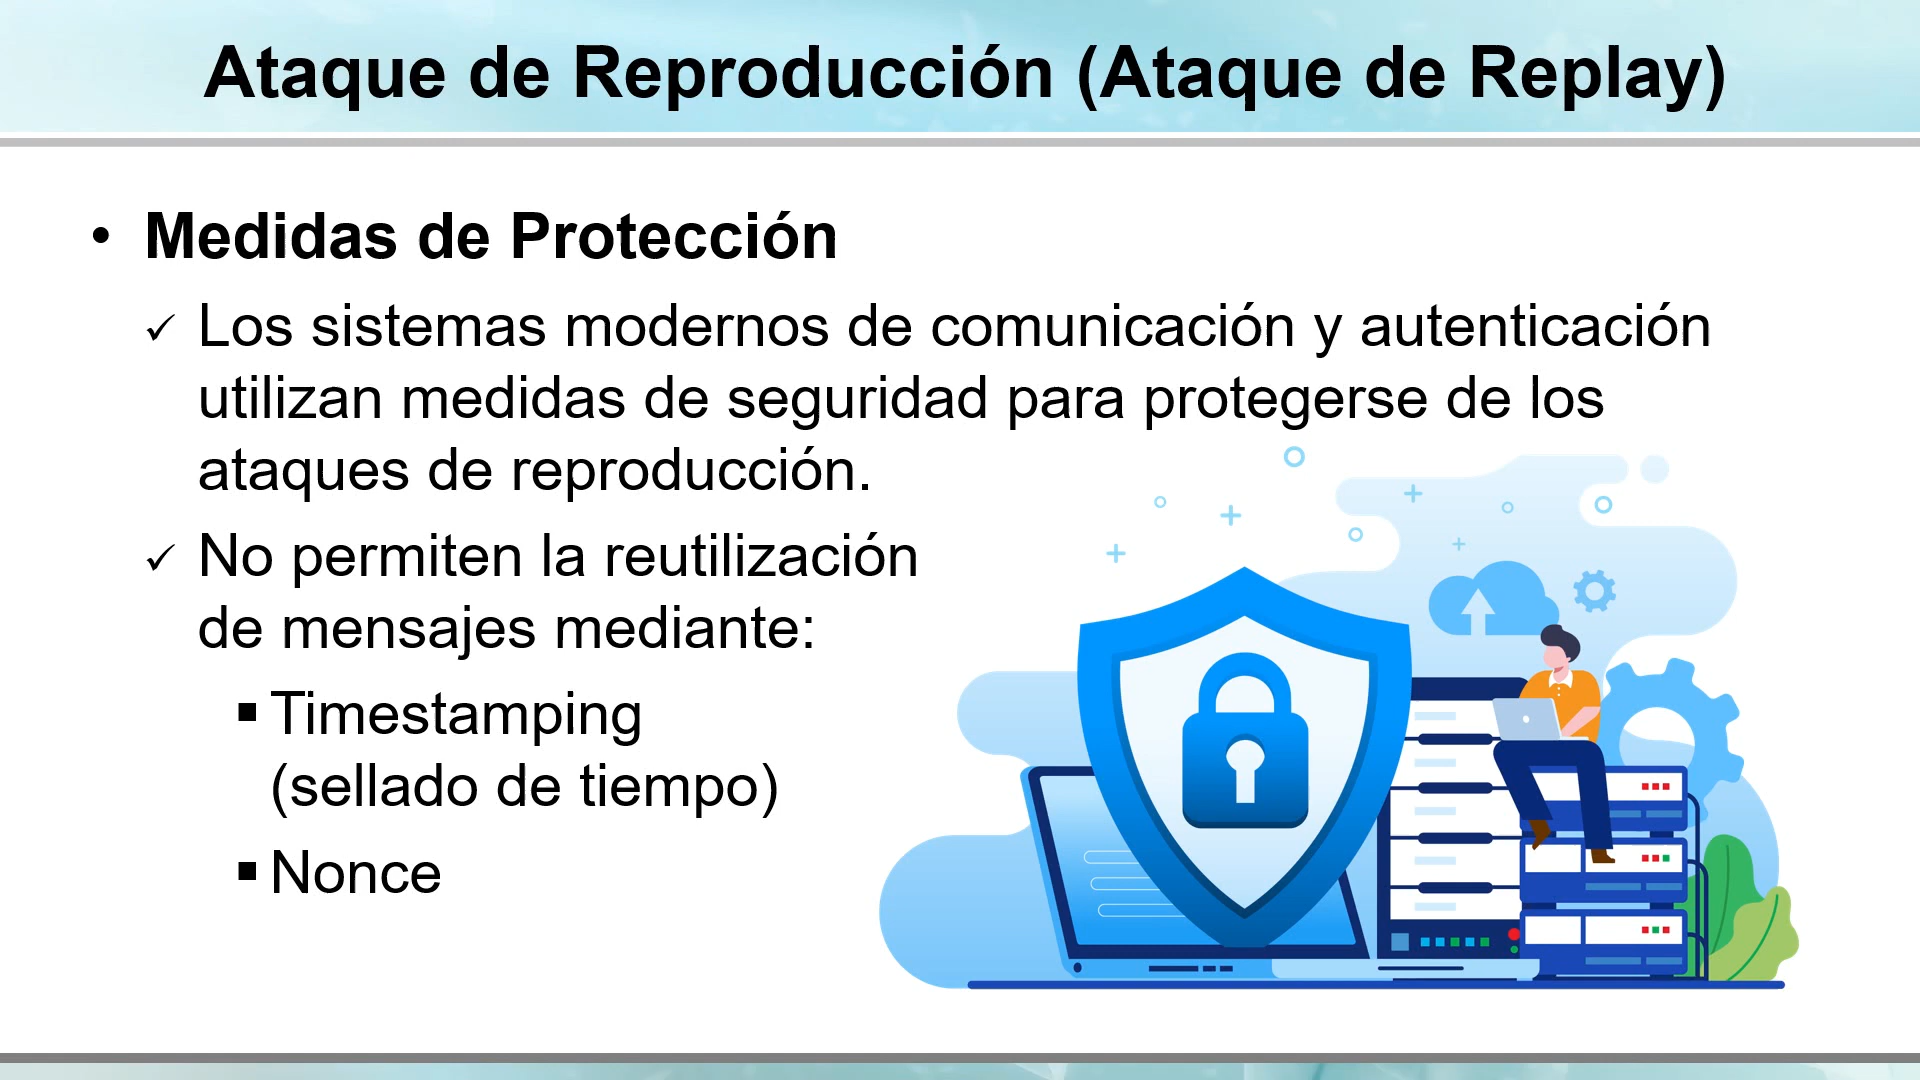 Ataque de Reproducción (Ataque de Replay)
• Medidas de Protección
✓ Los sistemas modernos de comunicación y autenticación
utilizan medidas de seguridad para protegerse de los
ataques de reproducción.
✓ No permiten la reutilización
de mensajes mediante:
▪ Timestamping
(sellado de tiempo)
▪ Nonce